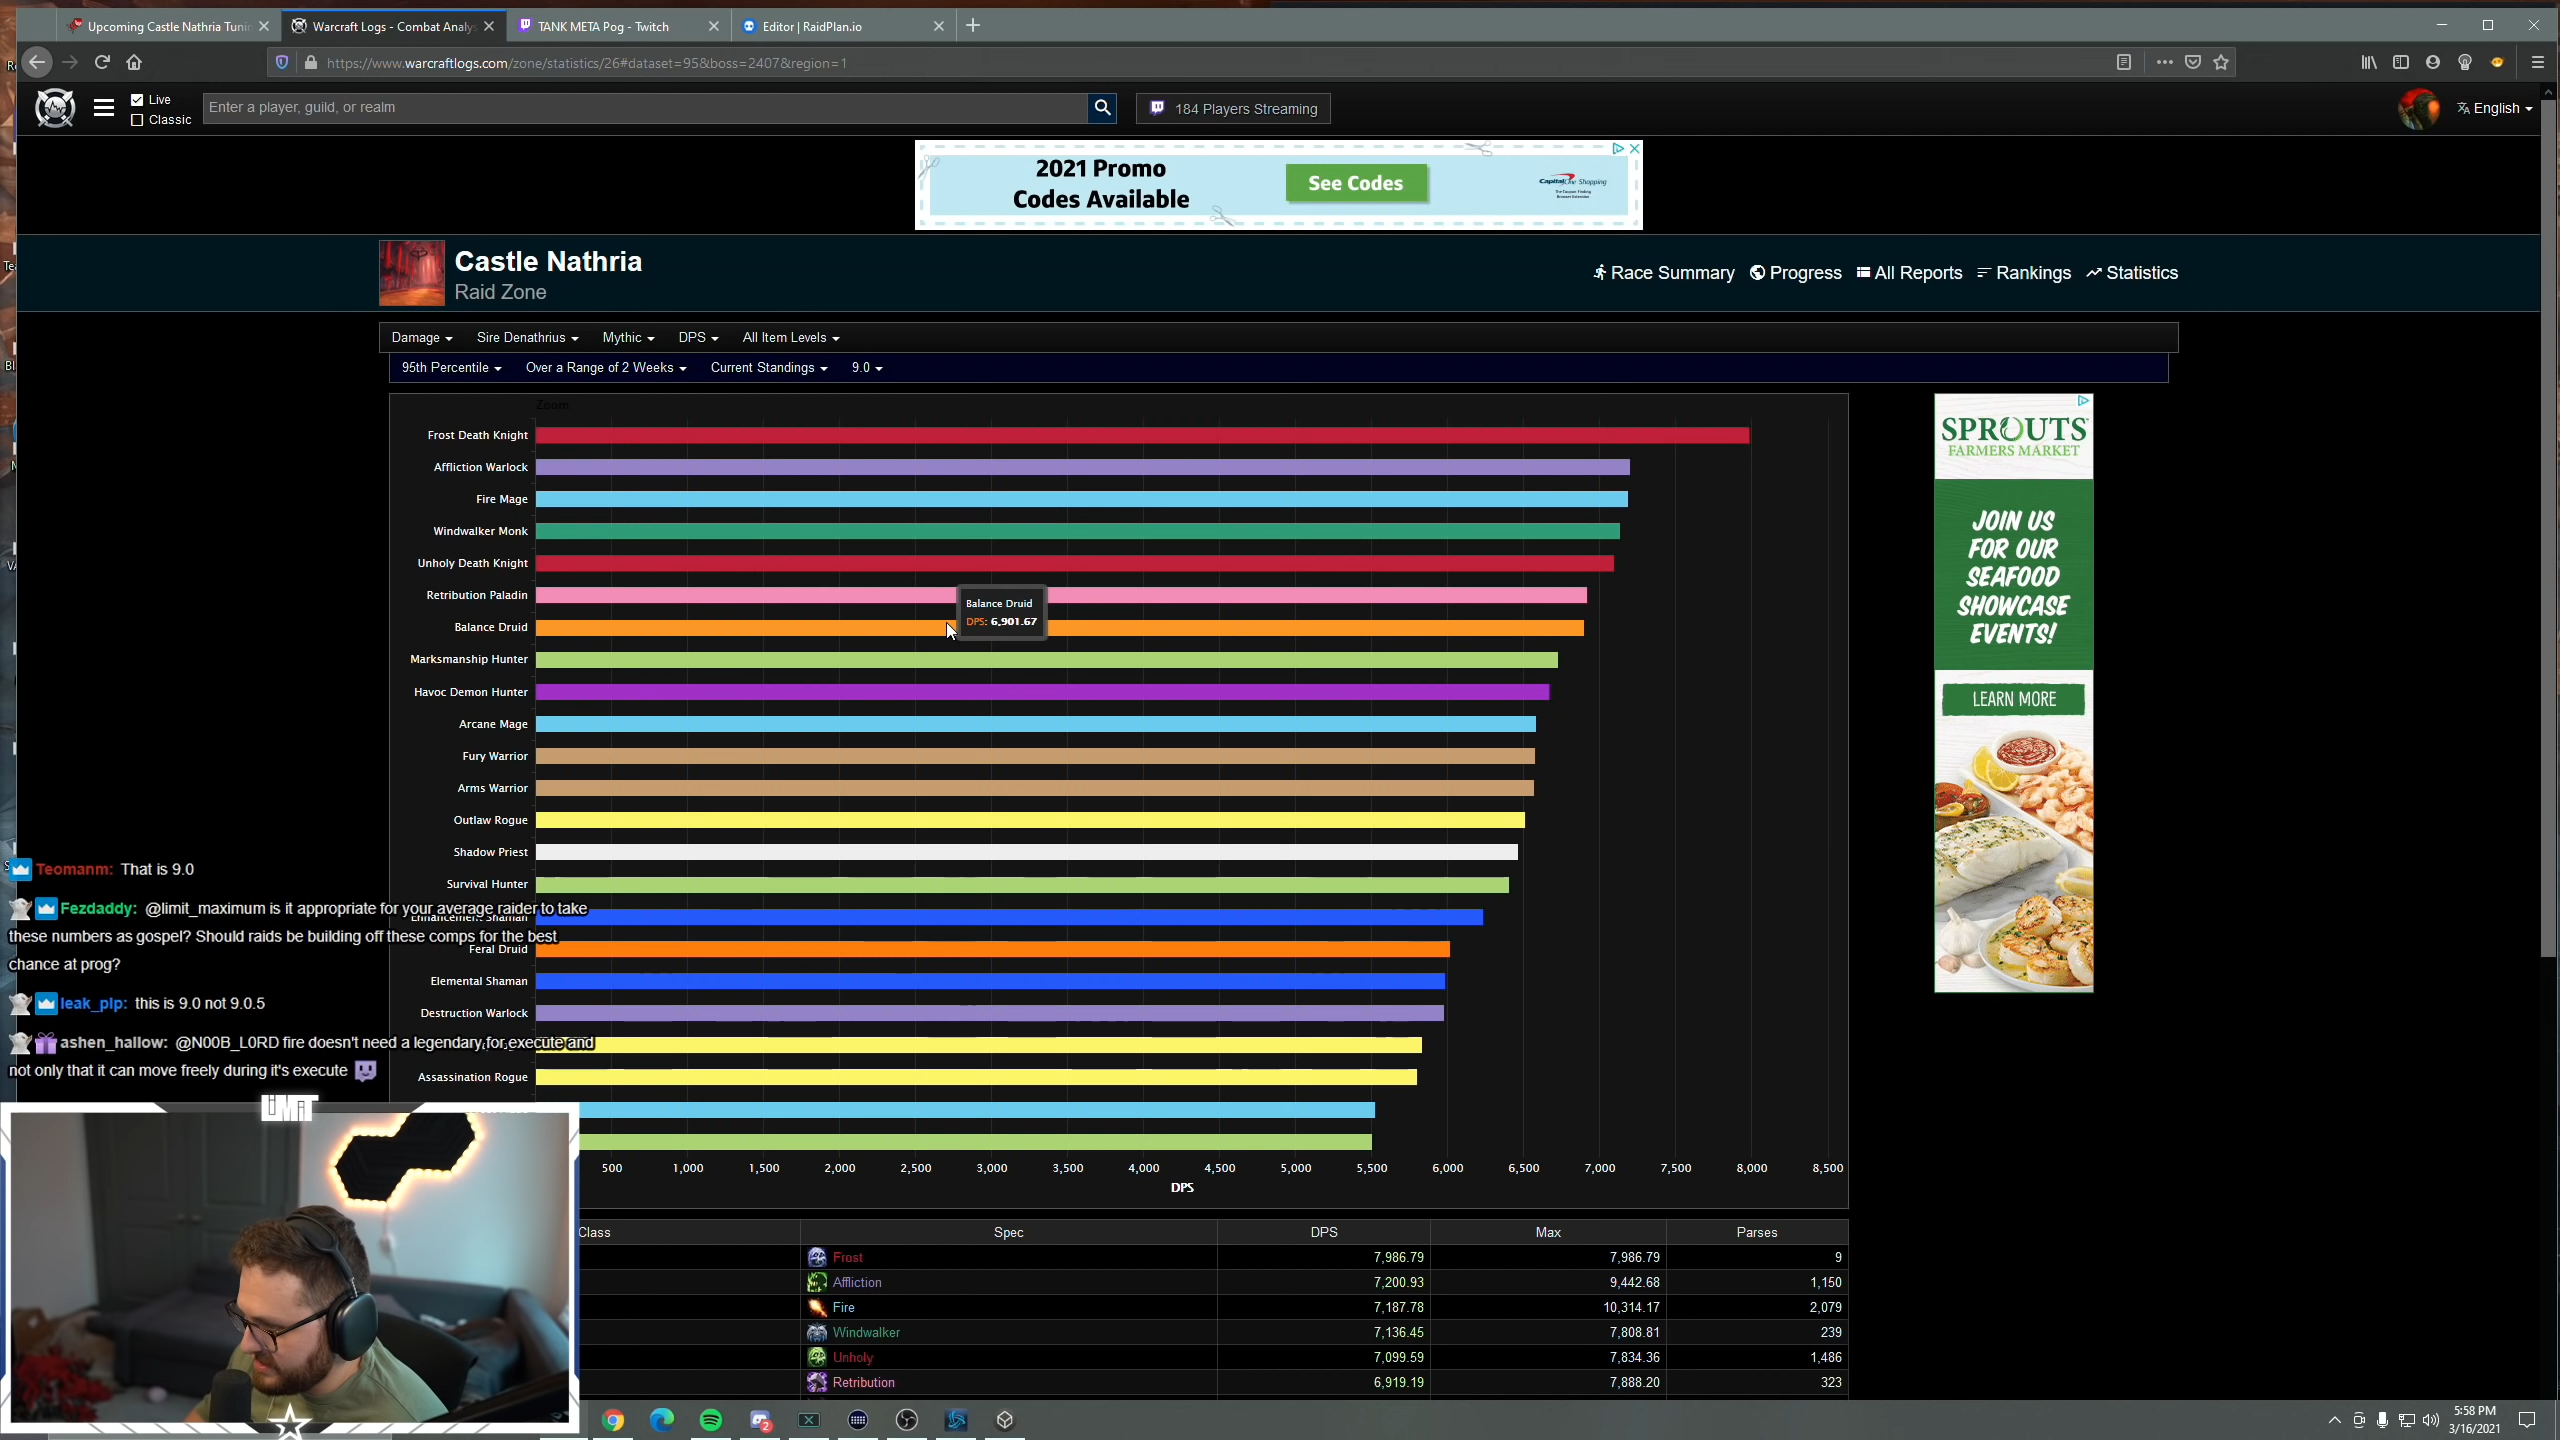 Upcoming Castle Nathria Tuni
Warcraft Logs - Combat Analys
TANK META Pog - Twitch
Editor | RaidPlan.io
https://www.warcraftlogs.com/zone/statistics/26#dataset=95&boss=2407&region=1
Live
Classic
Enter a player, guild, or realm
184 Players Streaming
English
2021 Promo
Codes Available
See Codes
Capital One Shopping
Castle Nathria
Raid Zone
Race Summary
Progress
All Reports
Rankings
Statistics
Damage
Sire Denathrius
Mythic
DPS
All Item Levels
95th Percentile
Over a Range of 2 Weeks
Current Standings
9.0
Zoom
Frost Death Knight
Affliction Warlock
Fire Mage
Windwalker Monk
Unholy Death Knight
Retribution Paladin
Balance Druid
Balance Druid
DPS: 6,901.67
Marksmanship Hunter
Havoc Demon Hunter
Arcane Mage
Fury Warrior
Arms Warrior
Outlaw Rogue
Shadow Priest
Survival Hunter
Enhancement Shaman
Feral Druid
Elemental Shaman
Destruction Warlock
Assassination Rogue
500 1,000 1,500 2,000 2,500 3,000 3,500 4,000 4,500 5,000 5,500 6,000 6,500 7,000 7,500 8,000 8,500
DPS
Teomanm: That is 9.0
Fezdaddy: @limit_maximum is it appropriate for your average raider to take
these numbers as gospel? Should raids be building off these comps for the best
chance at prog?
leak_plp: this is 9.0 not 9.0.5
ashen_hallow: @N00B_L0RD fire doesn't need a legendary for execute and
not only that it can move freely during it's execute
LIMIT
Class Spec DPS Max Parses
Frost 7,986.79 7,986.79 9
Affliction 7,200.93 9,442.68 1,150
Fire 7,187.78 10,314.17 2,079
Windwalker 7,136.45 7,808.81 239
Unholy 7,099.59 7,834.36 1,486
Retribution 6,919.19 7,888.20 323
SPROUTS
FARMERS MARKET
JOIN US
FOR OUR
SEAFOOD
SHOWCASE
EVENTS!
LEARN MORE
2
5:58 PM
3/16/2021